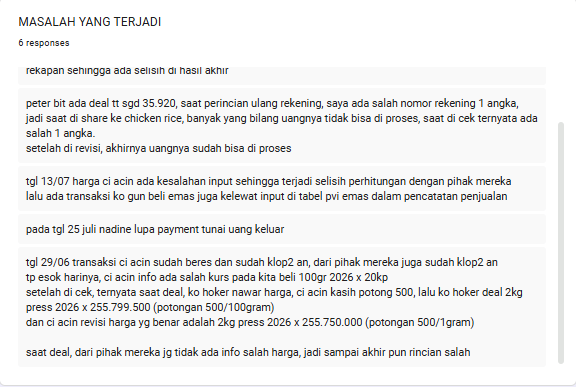 MASALAH YANG TERJADI
6 responses
rekapan sehingga ada selisih di hasil akhir
peter bit ada deal tt sgd 35.920, saat perincian ulang rekening, saya ada salah nomor rekening 1 angka,
jadi saat di share ke chicken rice, banyak yang bilang uangnya tidak bisa di proses, saat di cek ternyata ada
salah 1 angka.
setelah di revisi, akhirnya uangnya sudah bisa di proses
tgl 13/07 harga ci acin ada kesalahan input sehingga terjadi selisih perhitungan dengan pihak mereka
lalu ada transaksi ko gun beli emas juga kelewat input di tabel pvi emas dalam pencatatan penjualan
pada tgl 25 juli nadine lupa payment tunai uang keluar
tgl 29/06 transaksi ci acin sudah beres dan sudah klop2 an, dari pihak mereka juga sudah klop2 an
tp esok harinya, ci acin info ada salah kurs pada kita beli 100gr 2026 x 20kp
setelah di cek, ternyata saat deal, ko hoker nawar harga, ci acin kasih potong 500, lalu ko hoker deal 2kg
press 2026 x 255.799.500 (potongan 500/100gram)
dan ci acin revisi harga yg benar adalah 2kg press 2026 x 255.750.000 (potongan 500/1gram)
saat deal, dari pihak mereka jg tidak ada info salah harga, jadi sampai akhir pun rincian salah